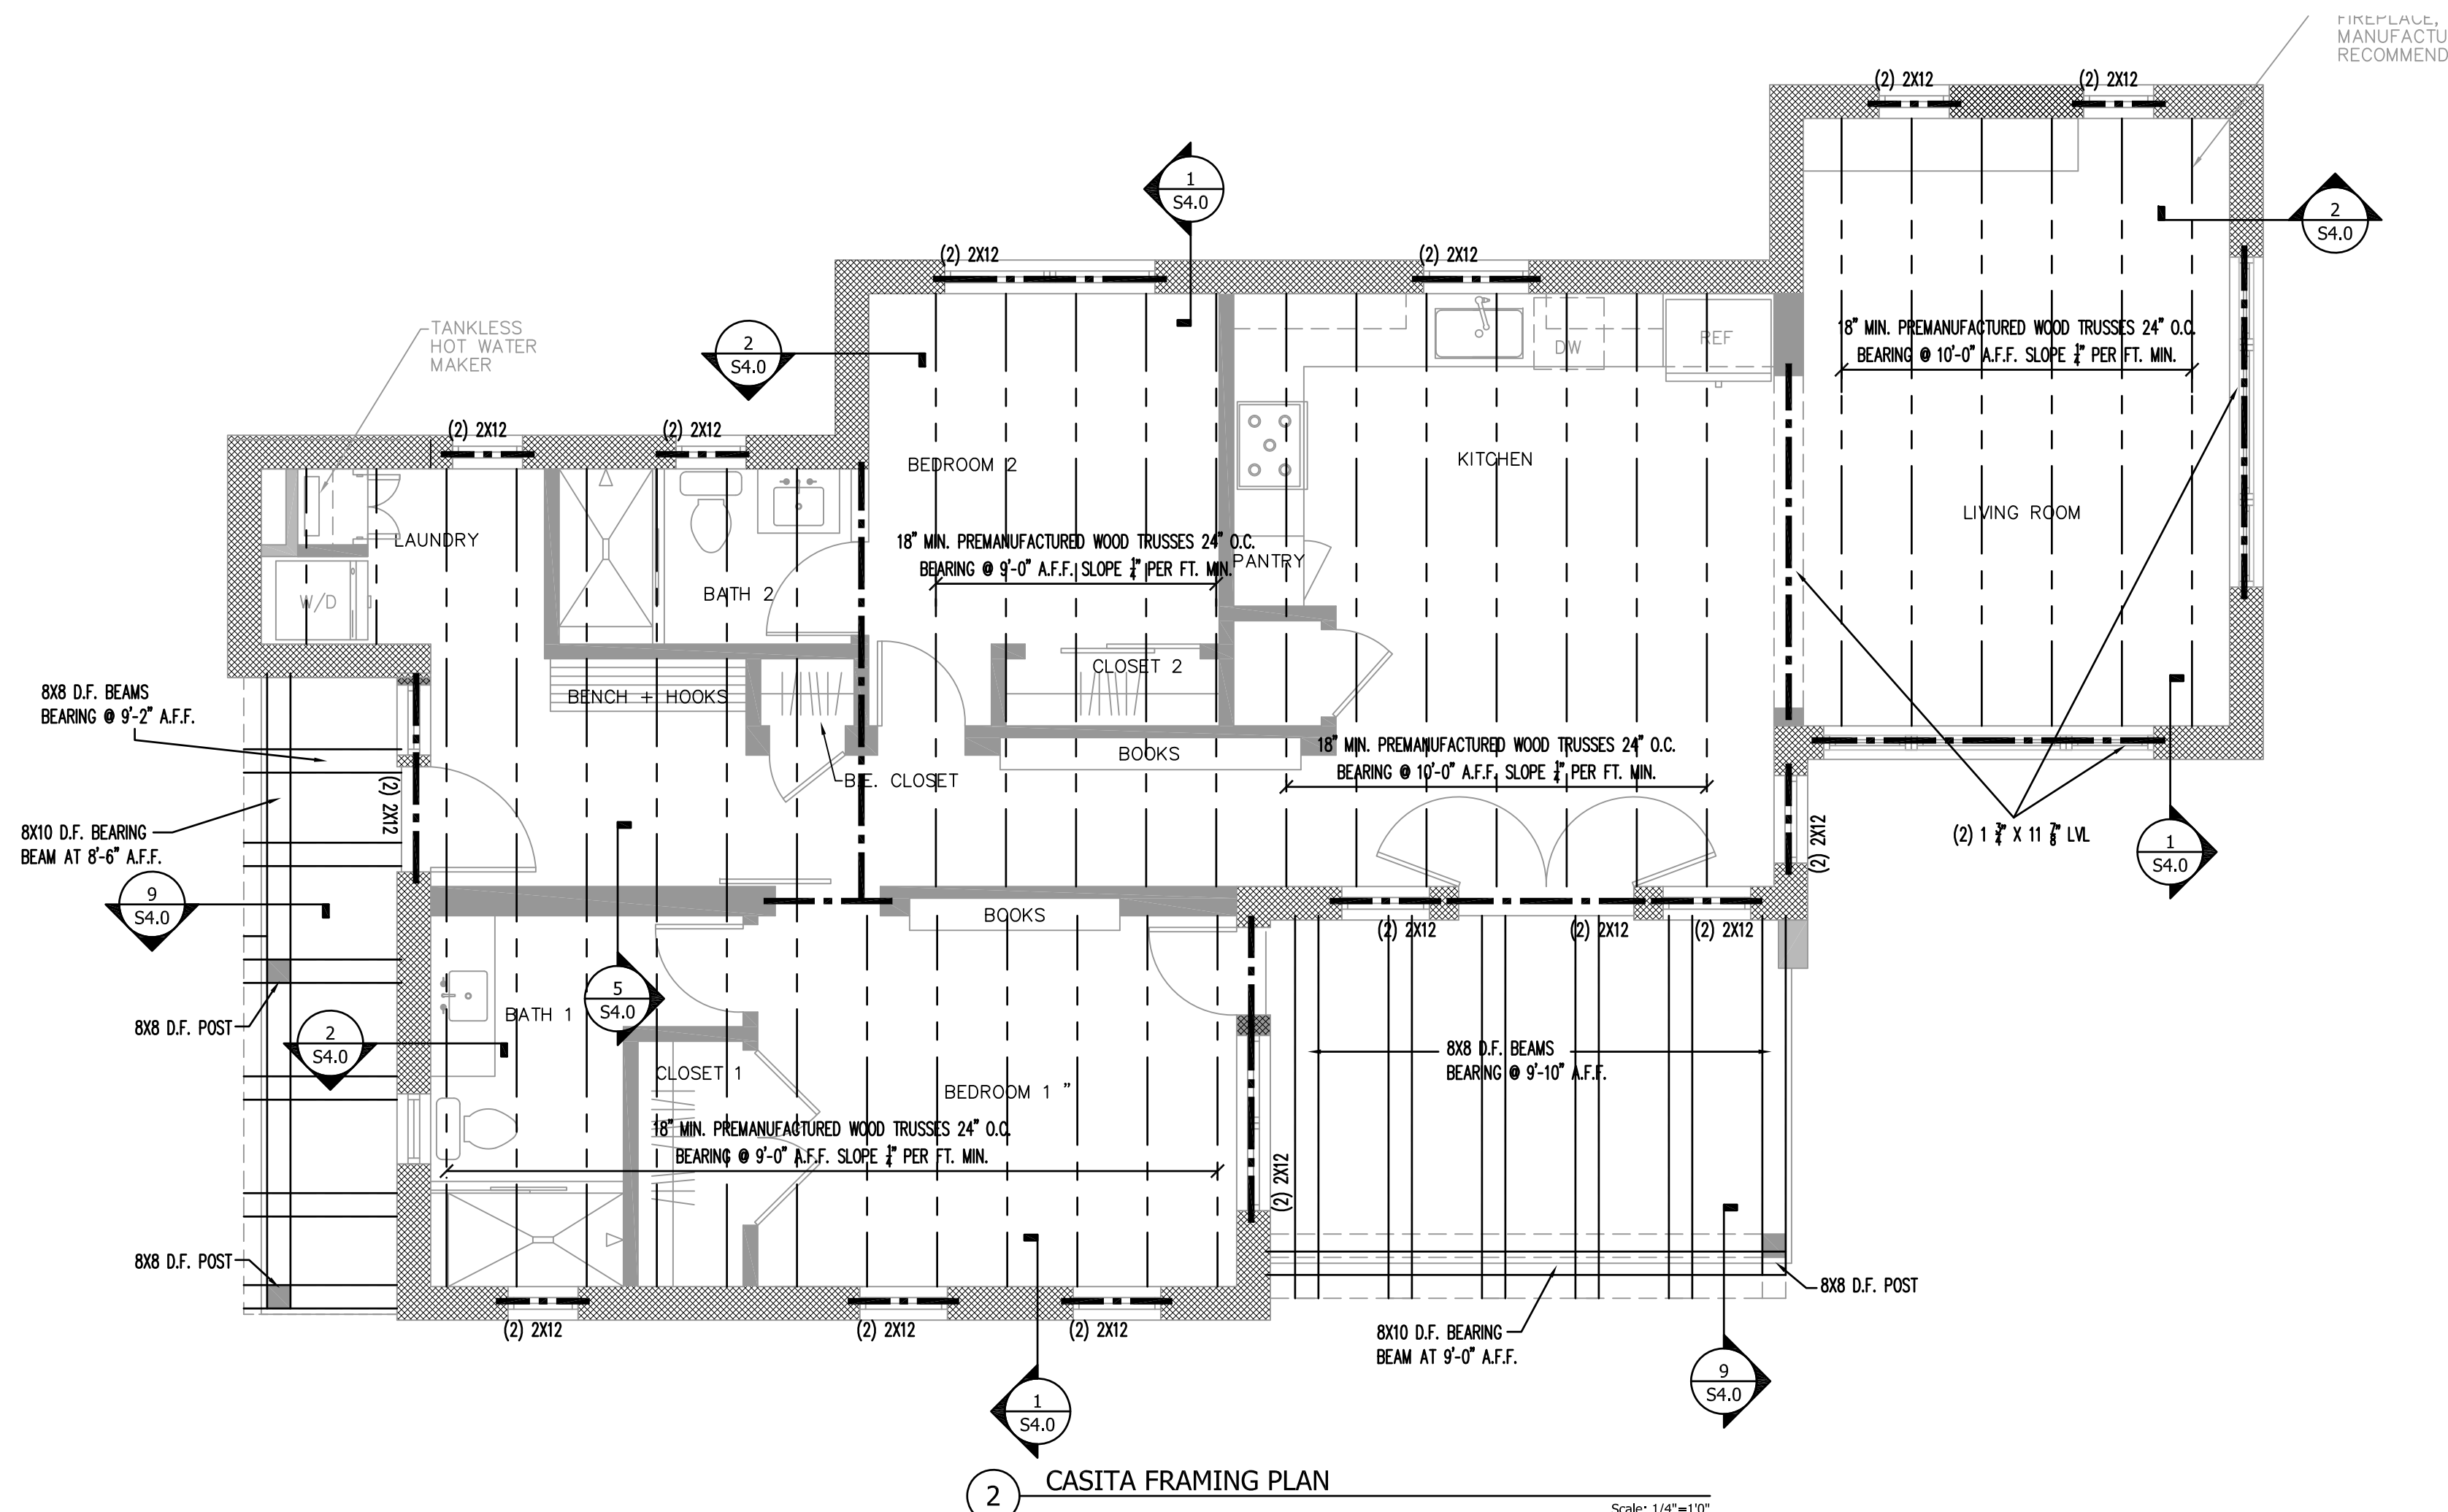 FIREPLACE,
MANUFACTU
RECOMMEND
(2) 2X12
(2) 2X12
1
S4.0
2
S4.0
(2) 2X12
(2) 2X12
TANKLESS
HOT WATER
MAKER
2
S4.0
18" MIN. PREMANUFACTURED WOOD TRUSSES 24" O.C.
BEARING @ 10'-0" A.F.F. SLOPE ¼" PER FT. MIN.
REF
DW
(2) 2X12
(2) 2X12
BEDROOM 2
KITCHEN
LIVING ROOM
LAUNDRY
18" MIN. PREMANUFACTURED WOOD TRUSSES 24" O.C.
BEARING @ 9'-0" A.F.F. SLOPE ¼" PER FT. MIN.
PANTRY
W/D
BATH 2
CLOSET 2
BENCH + HOOKS
8X8 D.F. BEAMS
BEARING @ 9'-2" A.F.F.
BOOKS
18" MIN. PREMANUFACTURED WOOD TRUSSES 24" O.C.
BEARING @ 10'-0" A.F.F. SLOPE ¼" PER FT. MIN.
B.E. CLOSET
(2) 2X12
8X10 D.F. BEARING
BEAM AT 8'-6" A.F.F.
(2) 2X12
(2) 1 ¾" X 11 ⅞" LVL
1
S4.0
9
S4.0
BOOKS
(2) 2X12
(2) 2X12
(2) 2X12
5
S4.0
BATH 1
8X8 D.F. POST
2
S4.0
CLOSET 1
BEDROOM 1 "
8X8 D.F. BEAMS
BEARING @ 9'-10" A.F.F.
18" MIN. PREMANUFACTURED WOOD TRUSSES 24" O.C.
BEARING @ 9'-0" A.F.F. SLOPE ¼" PER FT. MIN.
(2) 2X12
8X8 D.F. POST
8X8 D.F. POST
(2) 2X12
(2) 2X12
(2) 2X12
8X10 D.F. BEARING
BEAM AT 9'-0" A.F.F.
9
S4.0
1
S4.0
2
CASITA FRAMING PLAN
Scale: 1/4"=1'0"